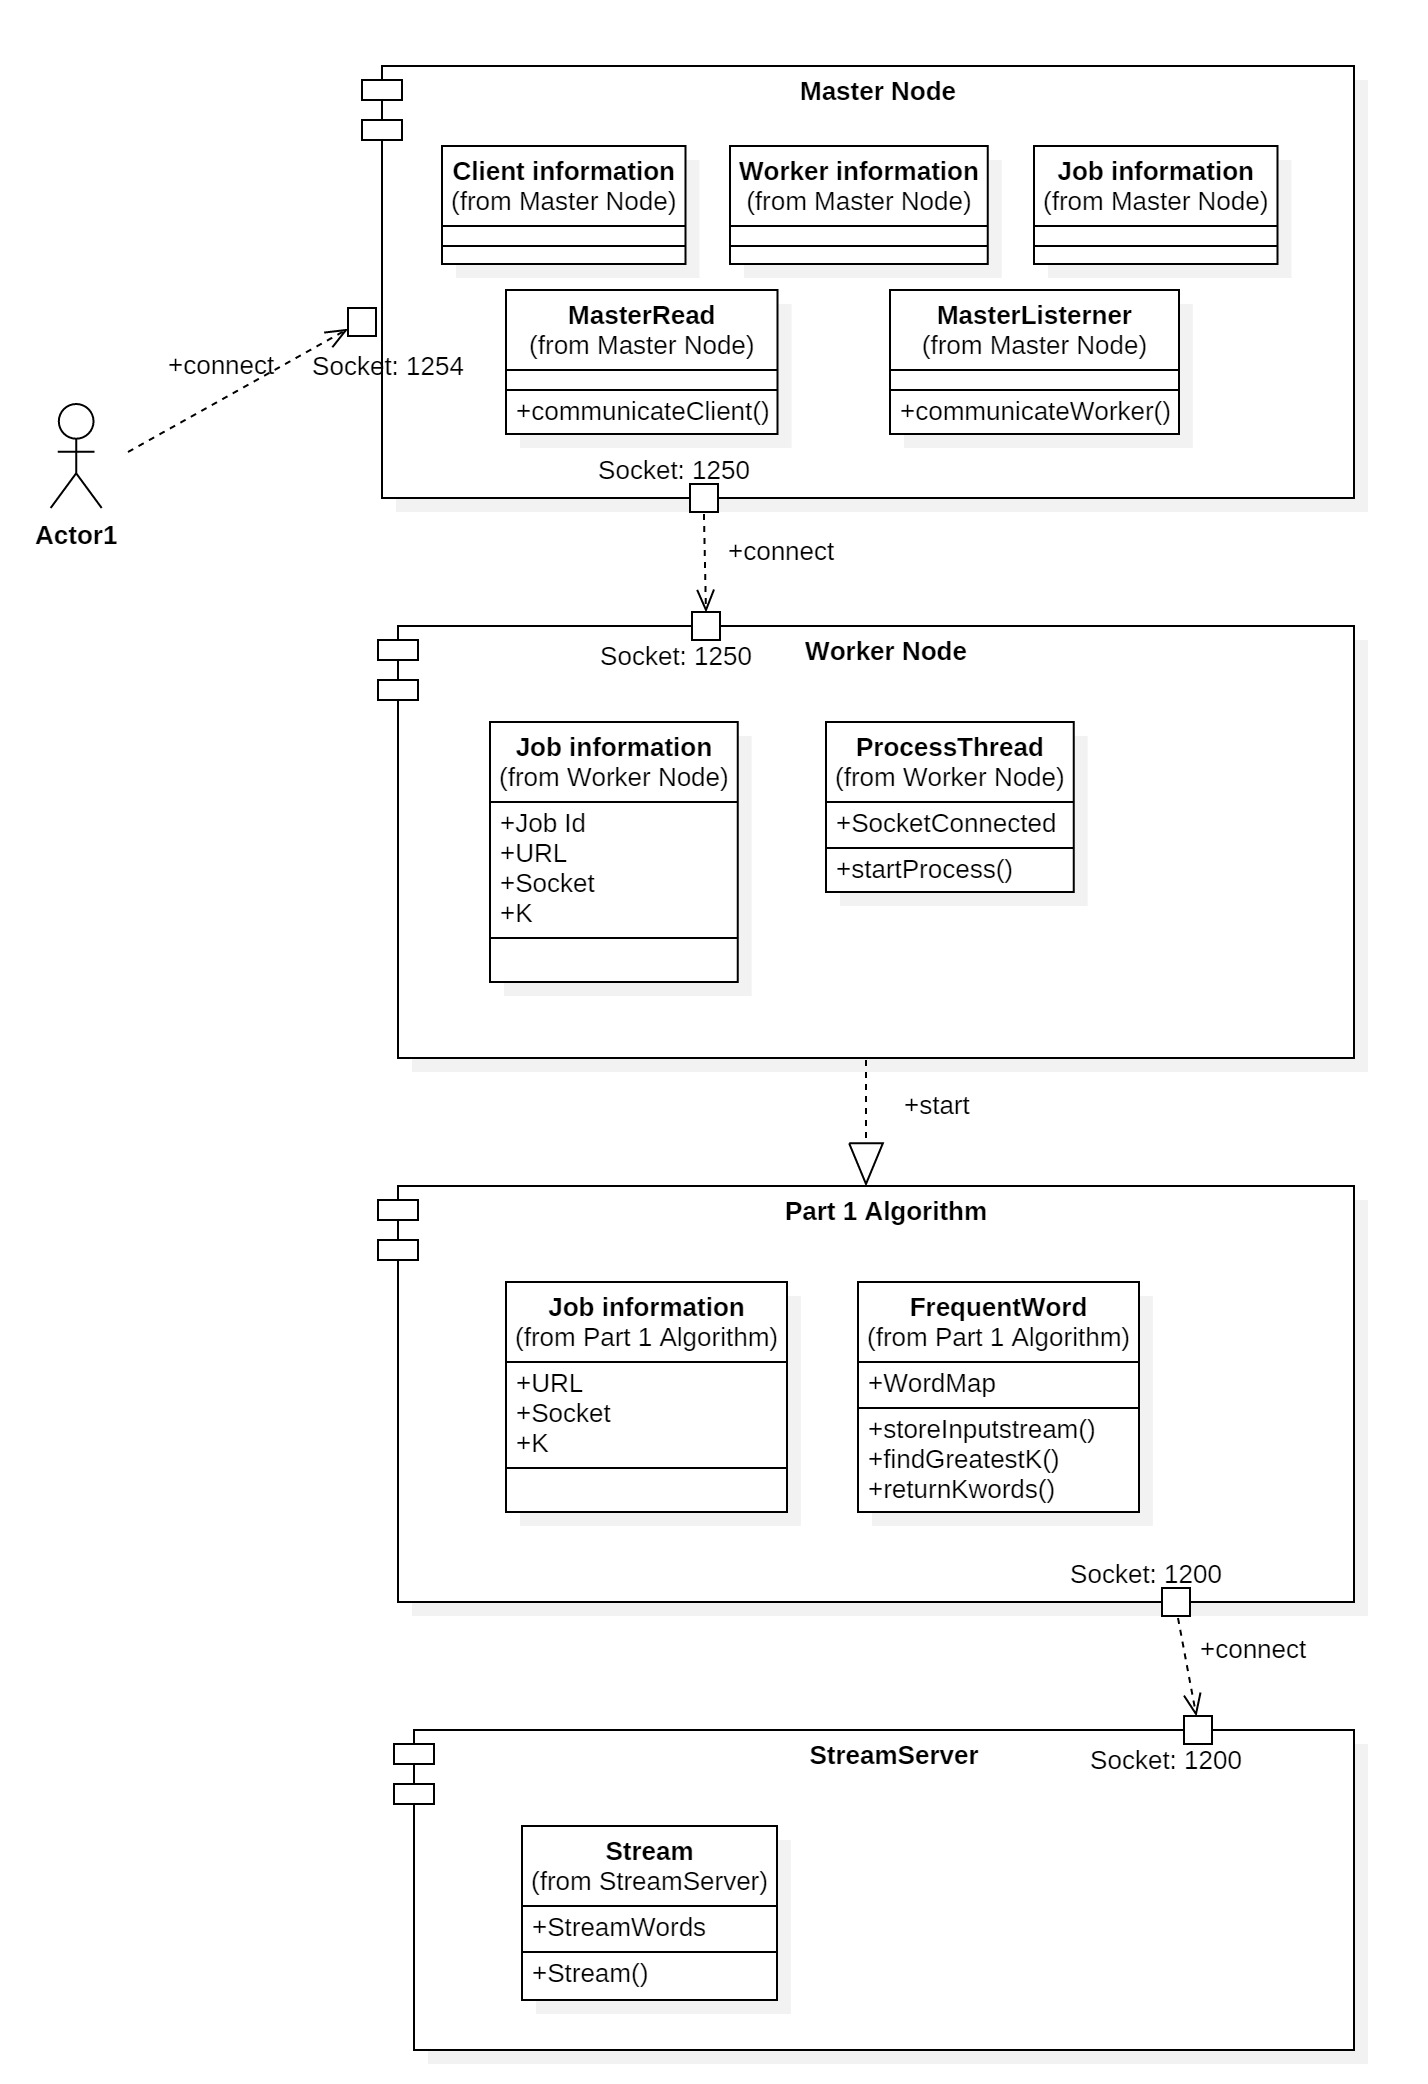 Master Node
Client information
(from Master Node)
Worker information
(from Master Node)
Job information
(from Master Node)
MasterRead
(from Master Node)
+communicateClient()
MasterListerner
(from Master Node)
+communicateWorker()
+connect
Socket: 1254
Actor1
Socket: 1250
+connect
Socket: 1250
Worker Node
Job information
(from Worker Node)
+Job Id
+URL
+Socket
+K
ProcessThread
(from Worker Node)
+SocketConnected
+startProcess()
+start
Part 1 Algorithm
Job information
(from Part 1 Algorithm)
+URL
+Socket
+K
FrequentWord
(from Part 1 Algorithm)
+WordMap
+storeInputstream()
+findGreatestK()
+returnKwords()
Socket: 1200
+connect
StreamServer
Socket: 1200
Stream
(from StreamServer)
+StreamWords
+Stream()